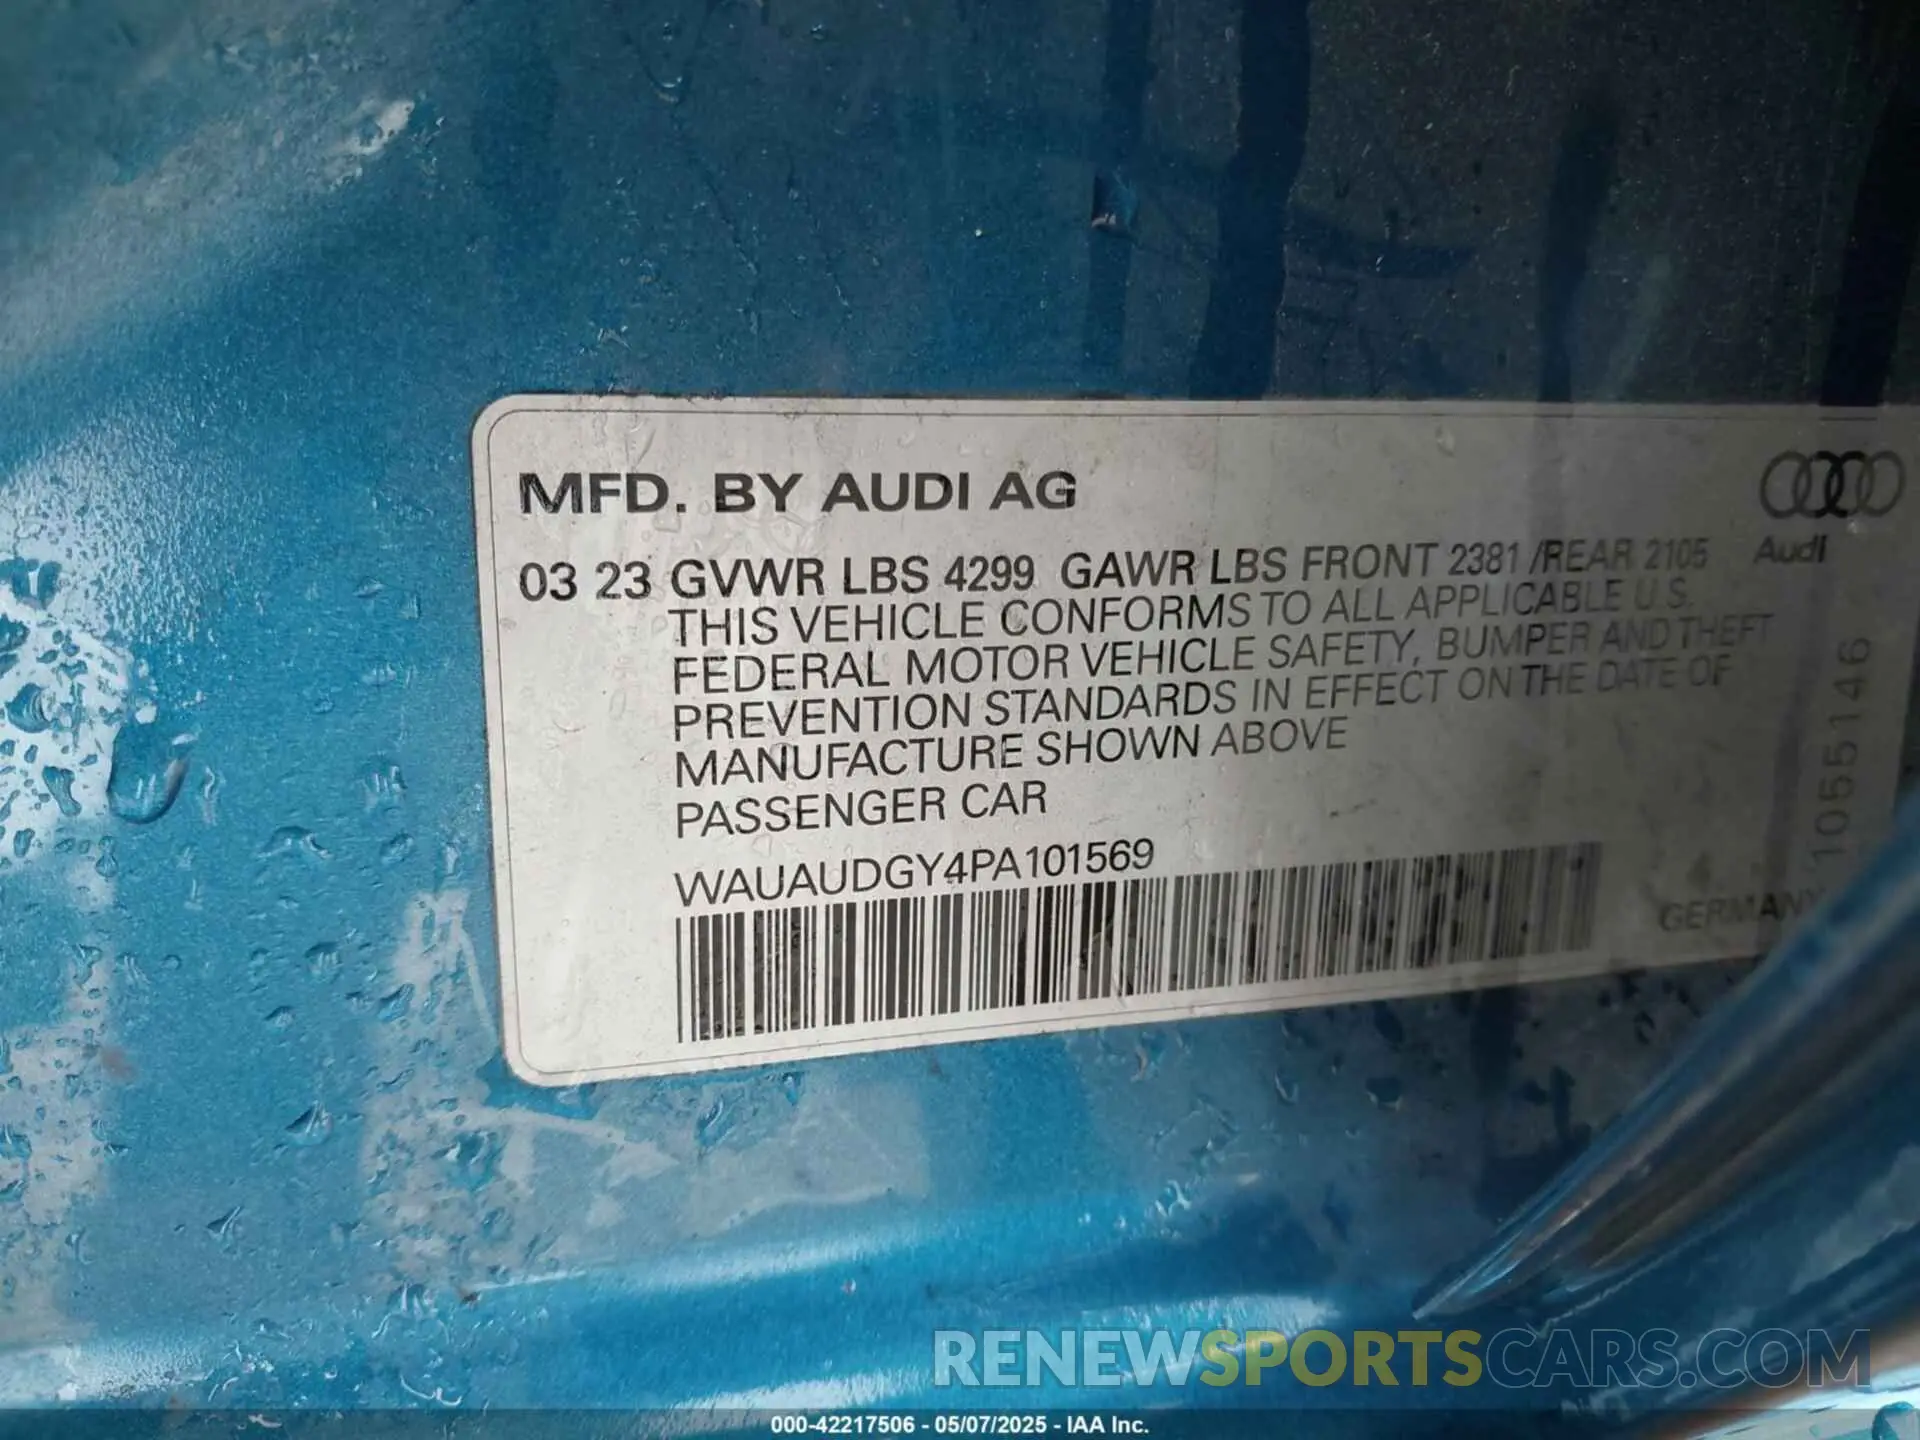 MFD. BY AUDI AG
Audi
03 23 GVWR LBS 4299 GAWR LBS FRONT 2381 /REAR 2105
THIS VEHICLE CONFORMS TO ALL APPLICABLE U.S.
FEDERAL MOTOR VEHICLE SAFETY, BUMPER AND THEFT
PREVENTION STANDARDS IN EFFECT ON THE DATE OF
MANUFACTURE SHOWN ABOVE
PASSENGER CAR
WAUAUDGY4PA101569
GERMANY
1055146
RENEWSPORTSCARS.COM
000-42217506 - 05/07/2025 - IAA Inc.